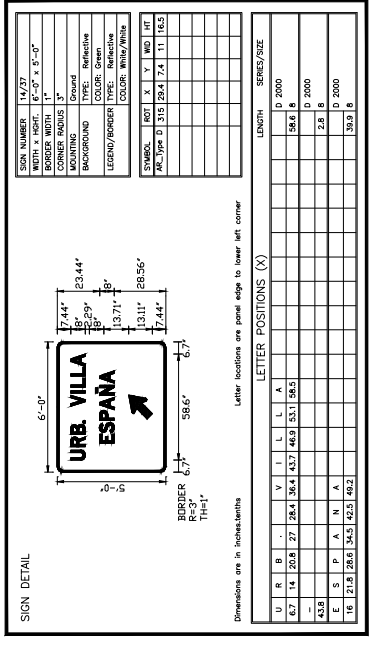 SIGN DETAIL
6'-0"
5'-0"
URB. VILLA
ESPAÑA
7.44"
8"
2.29"
8"
13.71"
13.11"
7.44"
23.44"
8"
28.56"
6.7"
58.6"
6.7"
BORDER
R=3"
TH=1"
Dimensions are in inches.tenths
Letter locations are panel edge to lower left corner
SIGN NUMBER 14/37
WIDTH x HGHT. 6'-0" x 5'-0"
BORDER WIDTH 1"
CORNER RADIUS 3"
MOUNTING Ground
BACKGROUND TYPE: Reflective
COLOR: Green
LEGEND/BORDER TYPE: Reflective
COLOR: White/White
SYMBOL ROT X Y WID HT
AR_Type D 315 29.4 7.4 11 16.5
LETTER POSITIONS (X)
LENGTH SERIES/SIZE
U R B . V I L L A D 2000
6.7 14 20.8 27 28.4 36.4 43.7 46.9 53.1 58.5 58.6 8
– D 2000
43.8 2.8 8
E S P A N A D 2000
16 21.8 28.6 34.5 42.5 49.2 39.9 8